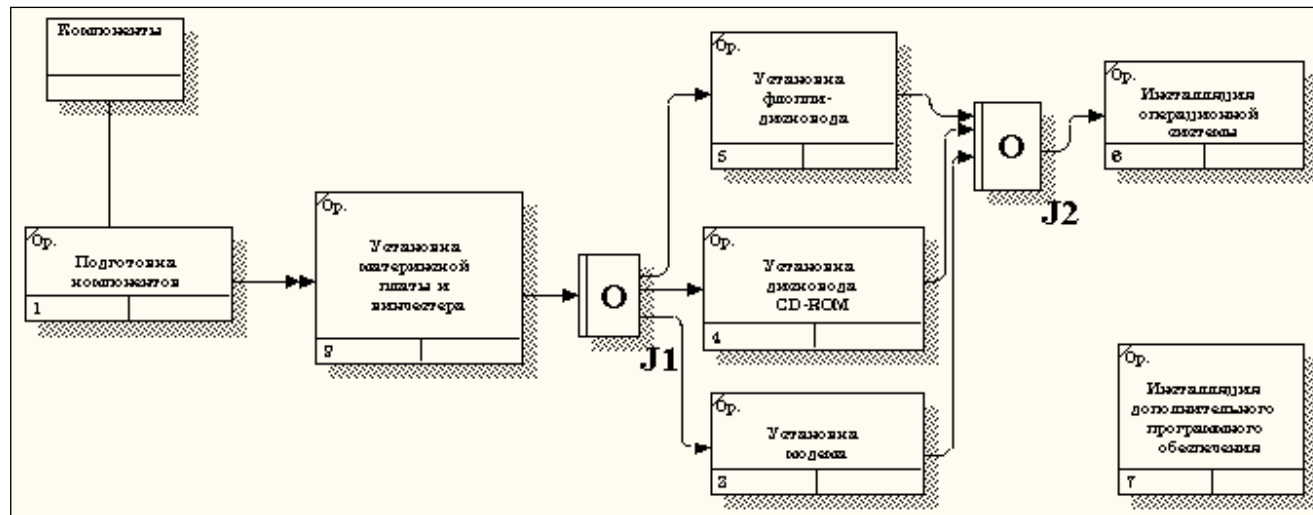 Компоненты
Op.
Подготовка
компонентов
1
Op.
Установка
материнской
платы и
винчестера
2
O
J1
Op.
Установка
флоппи-
дисковода
5
Op.
Установка
дисковода
CD-ROM
4
Op.
Установка
модема
3
O
J2
Op.
Инсталляция
операционной
системы
6
Op.
Инсталляция
дополнительного
программного
обеспечения
7